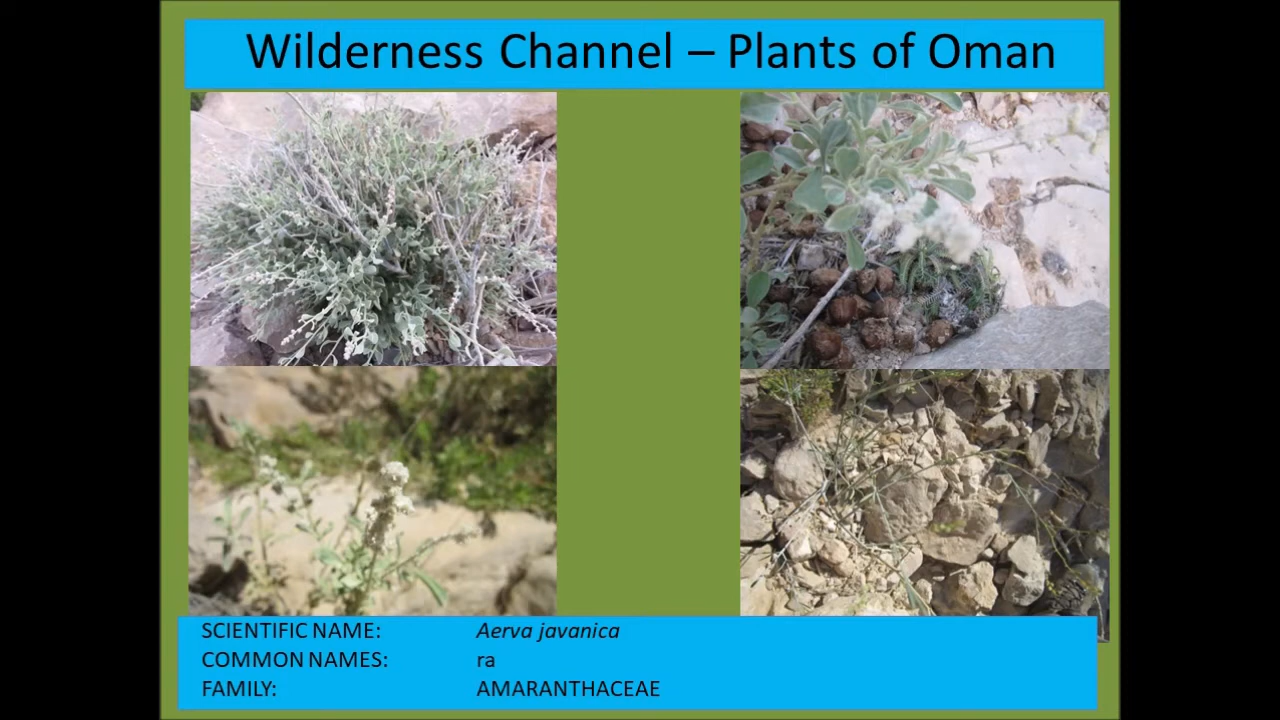 Wilderness Channel – Plants of Oman
SCIENTIFIC NAME: Aerva javanica
COMMON NAMES: ra
FAMILY: AMARANTHACEAE